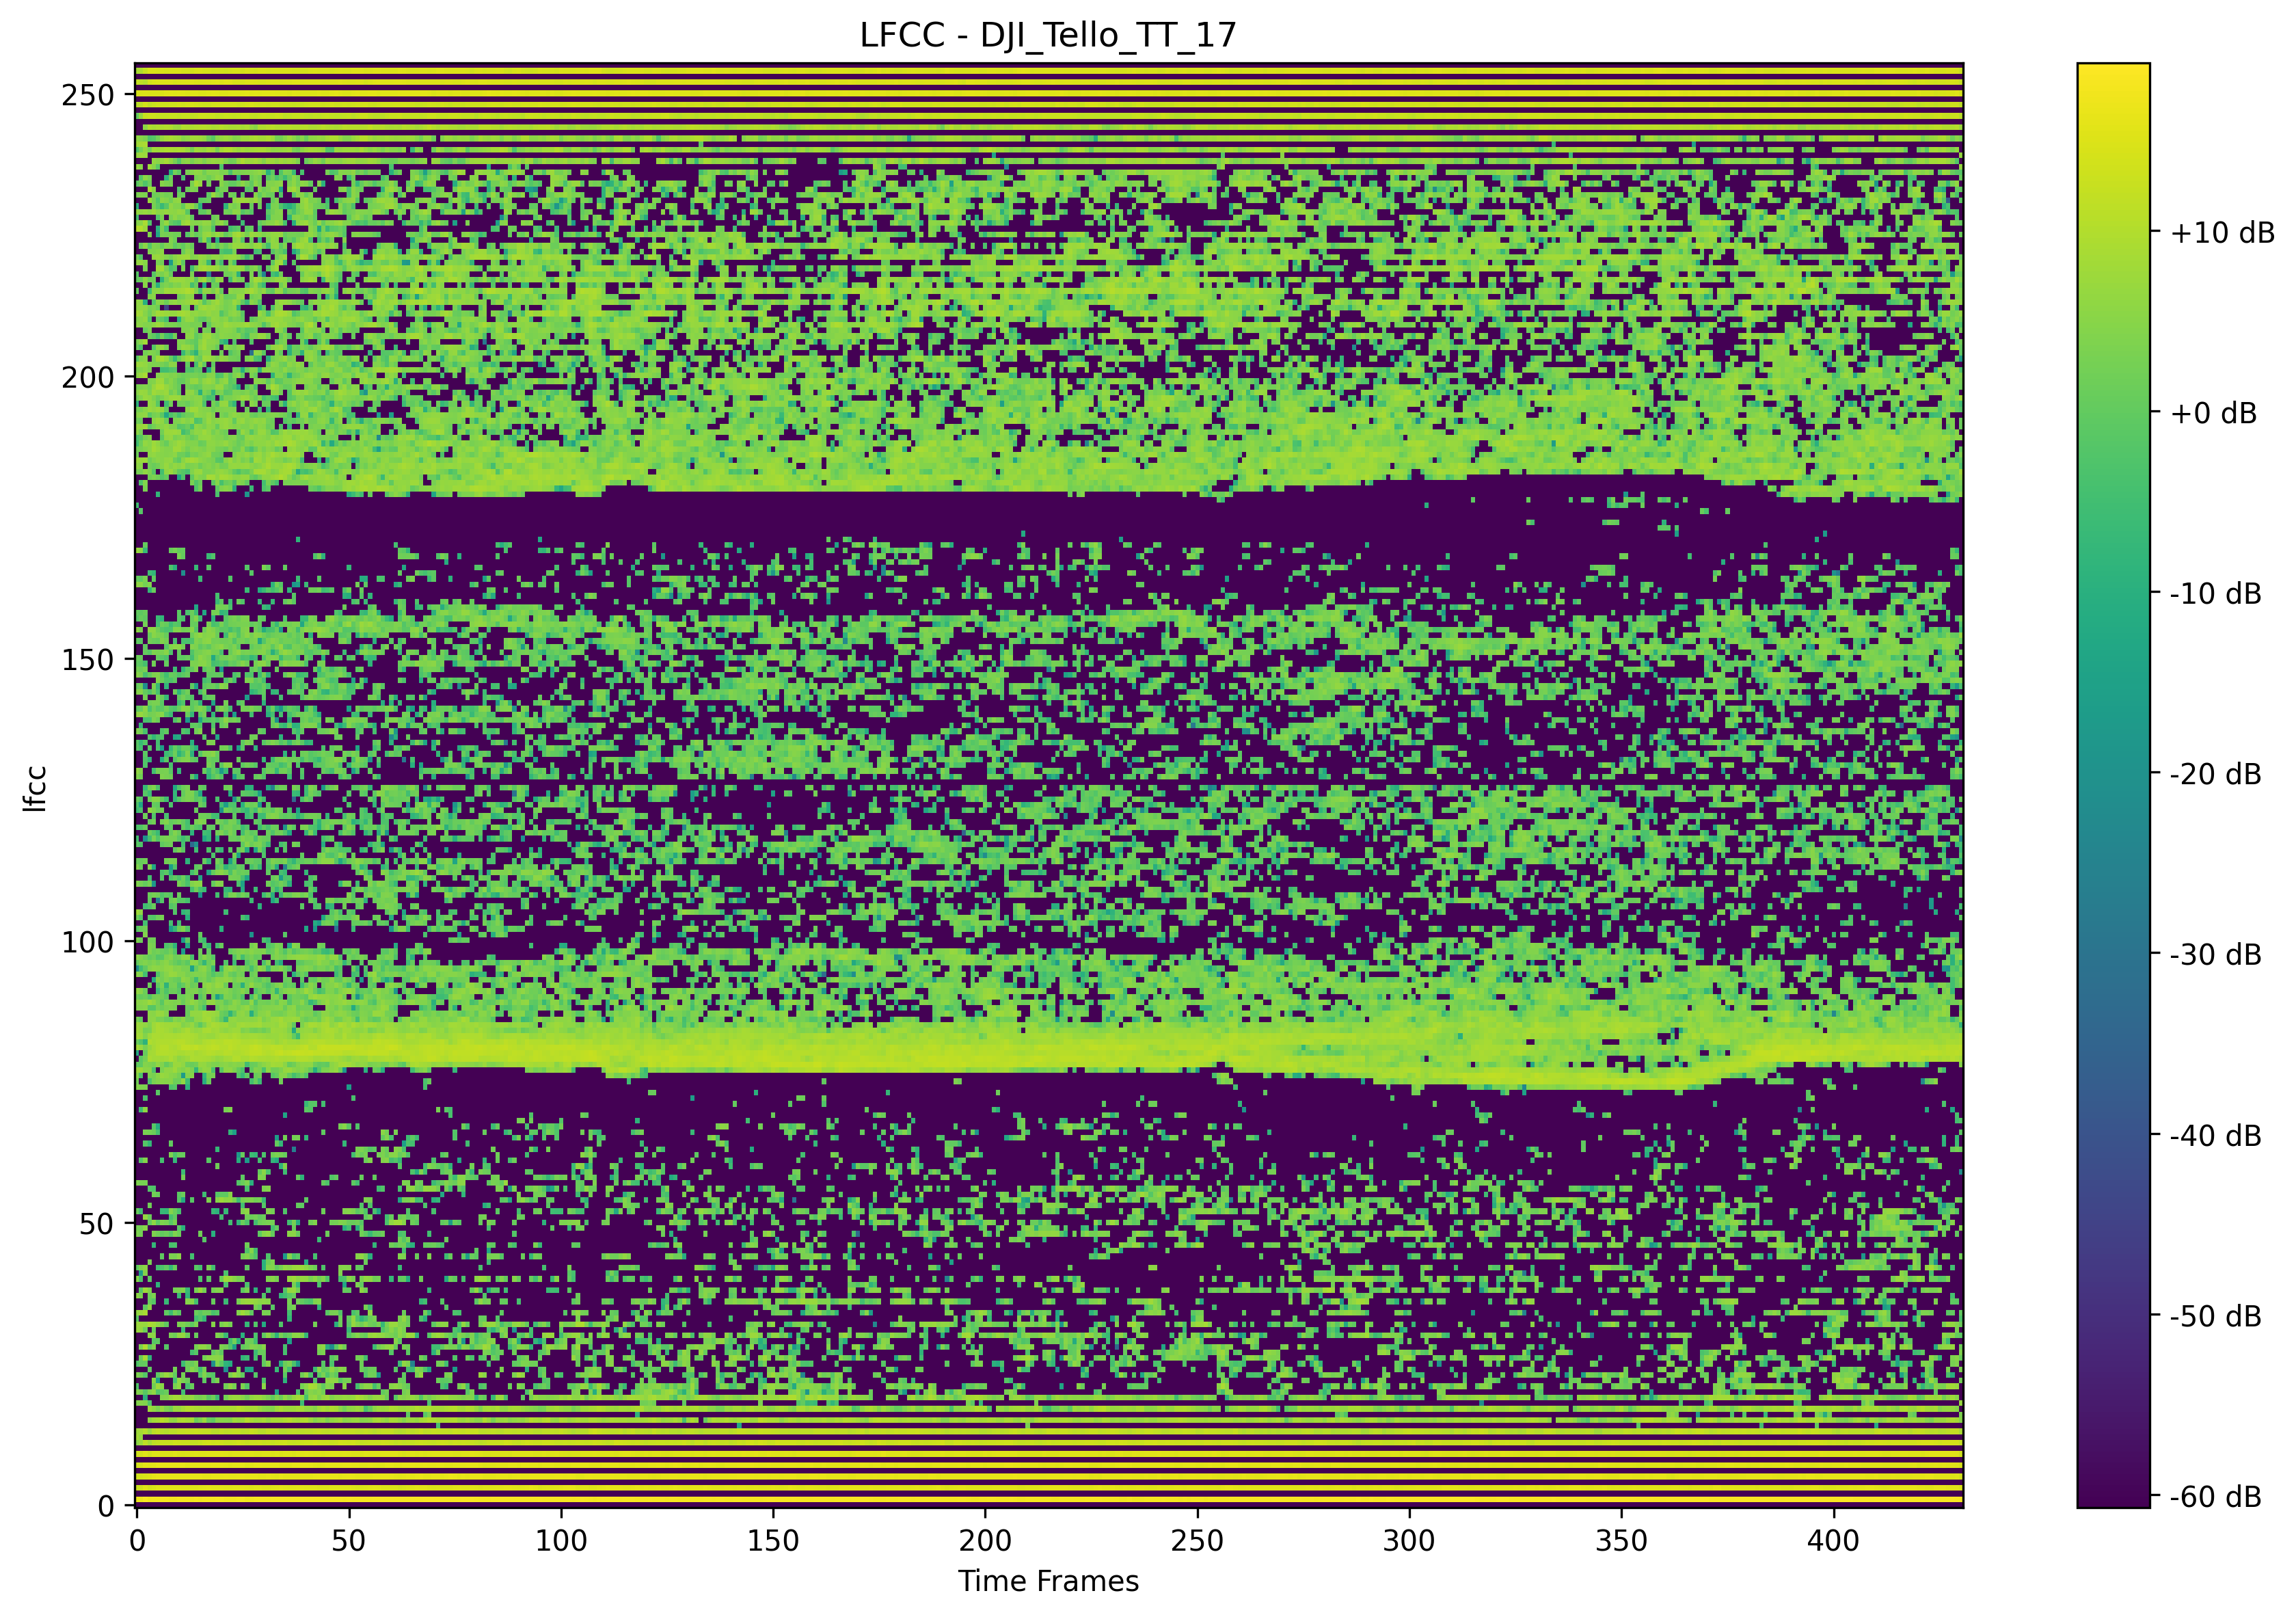 LFCC - DJI_Tello_TT_17
250
200
150
100
50
0
lfcc
0 50 100 150 200 250 300 350 400
Time Frames
+10 dB
+0 dB
-10 dB
-20 dB
-30 dB
-40 dB
-50 dB
-60 dB